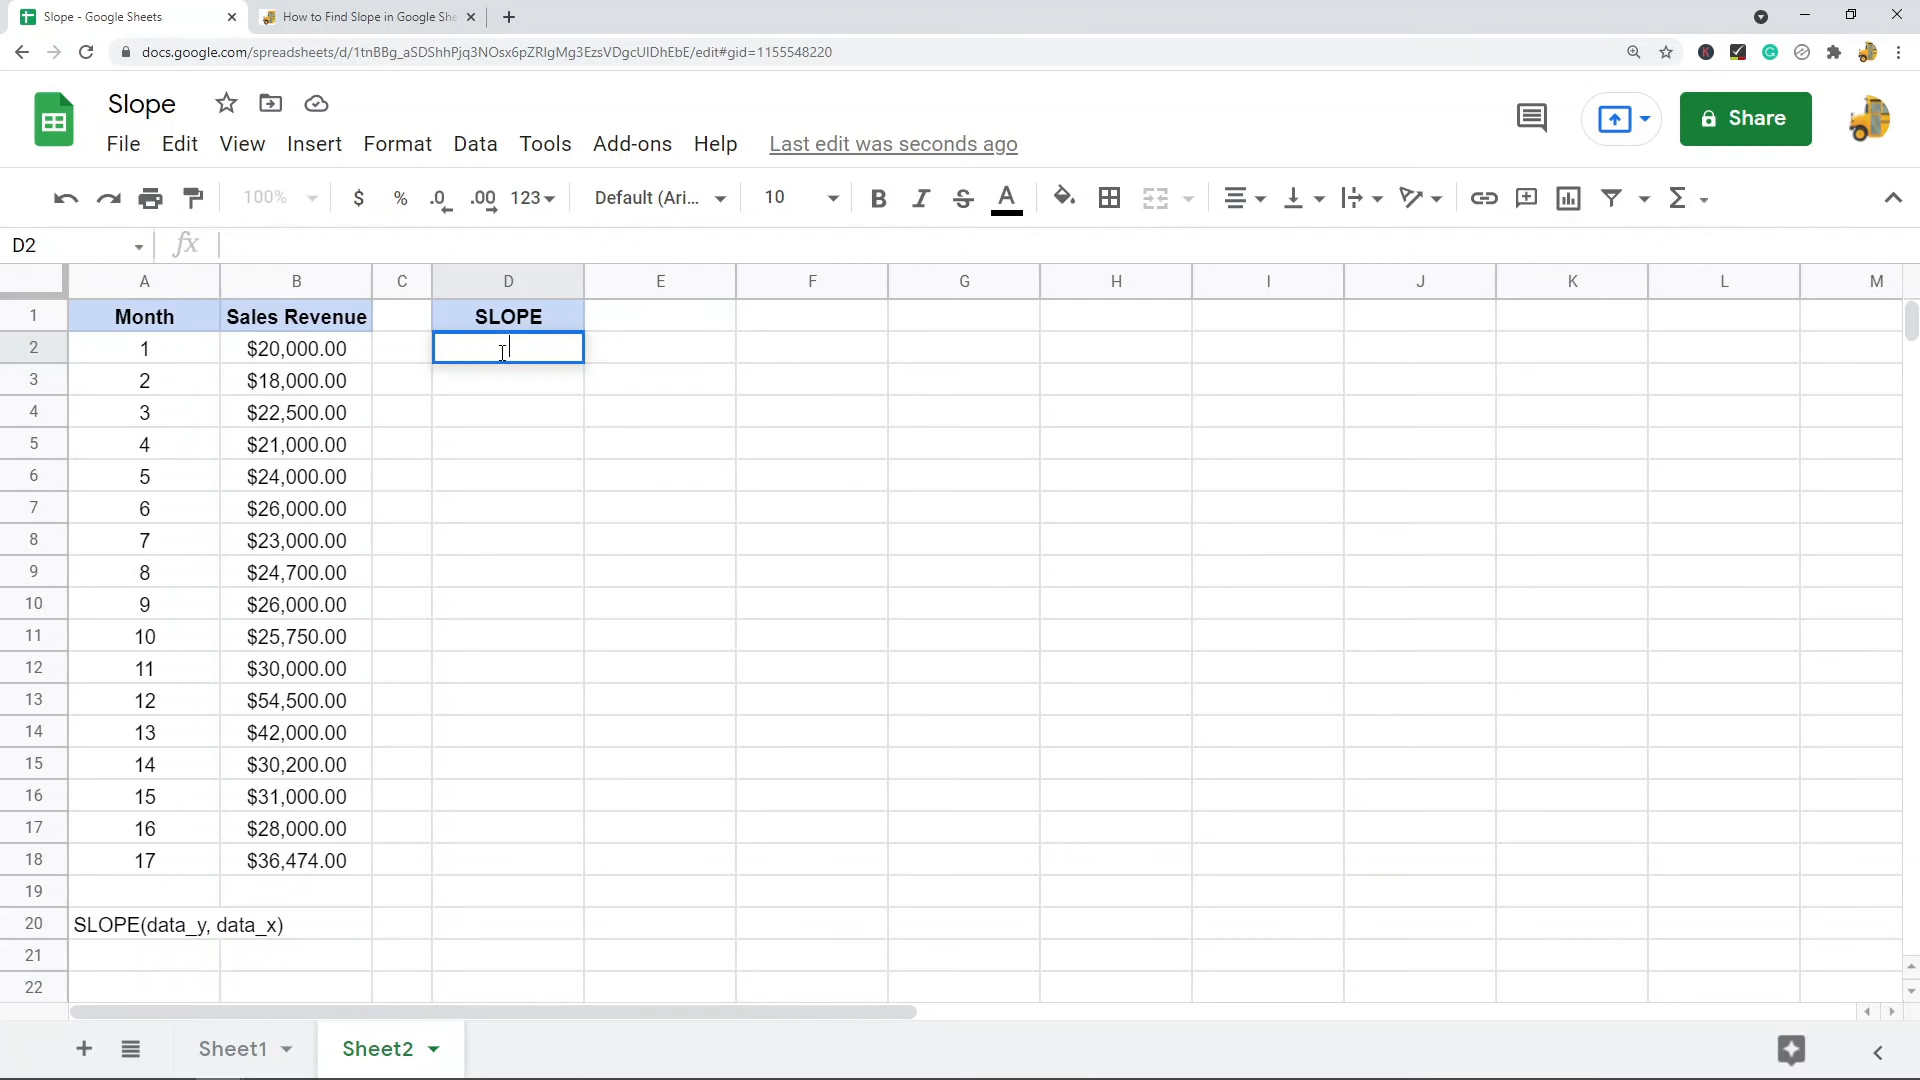 Slope - Google Sheets
How to Find Slope in Google She
docs.google.com/spreadsheets/d/1tnBBg_aSDShhPjq3NOsx6pZRIgMg3EzsVDgcUIDhEbE/edit#gid=1155548220
Slope
Share
File Edit View Insert Format Data Tools Add-ons Help Last edit was seconds ago
100% $ % .0 .00 123 Default (Ari... 10 B I S A
D2 fx
A B C D E F G H I J K L M
1 Month Sales Revenue SLOPE
2 1 $20,000.00
3 2 $18,000.00
4 3 $22,500.00
5 4 $21,000.00
6 5 $24,000.00
7 6 $26,000.00
8 7 $23,000.00
9 8 $24,700.00
10 9 $26,000.00
11 10 $25,750.00
12 11 $30,000.00
13 12 $54,500.00
14 13 $42,000.00
15 14 $30,200.00
16 15 $31,000.00
17 16 $28,000.00
18 17 $36,474.00
19
20 SLOPE(data_y, data_x)
21
22
Sheet1 Sheet2